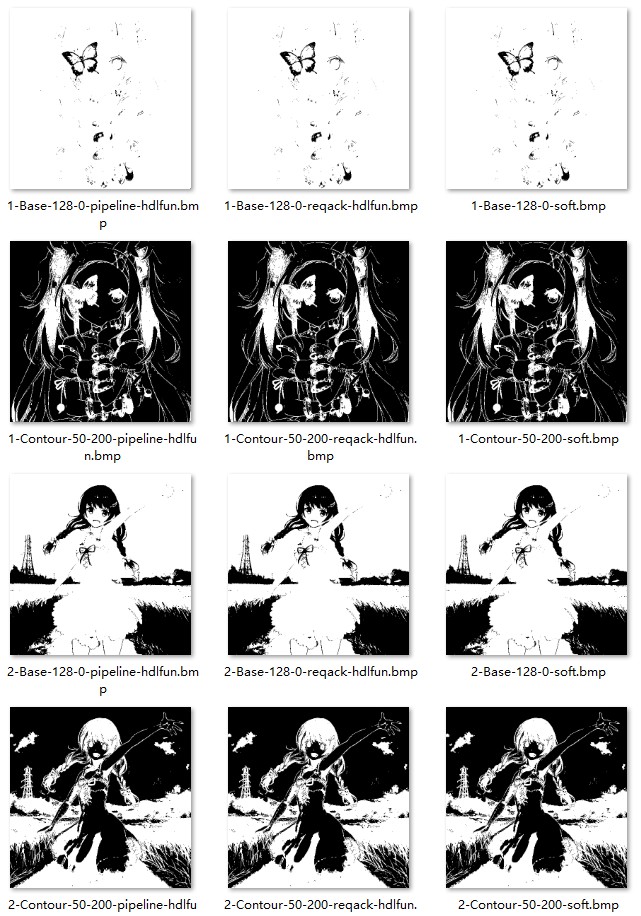 1-Base-128-0-pipeline-hdlfun.bm
p
1-Base-128-0-reqack-hdlfun.bmp
1-Base-128-0-soft.bmp
1-Contour-50-200-pipeline-hdlfu
n.bmp
1-Contour-50-200-reqack-hdlfun.
bmp
1-Contour-50-200-soft.bmp
2-Base-128-0-pipeline-hdlfun.bm
p
2-Base-128-0-reqack-hdlfun.bmp
2-Base-128-0-soft.bmp
2-Contour-50-200-pipeline-hdlfu
2-Contour-50-200-reqack-hdlfun.
2-Contour-50-200-soft.bmp